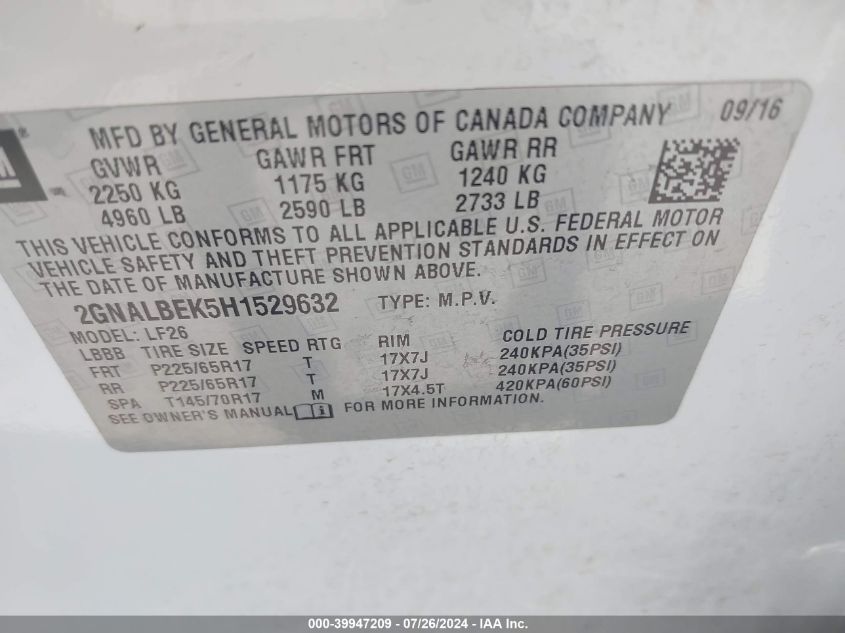 MFD BY GENERAL MOTORS OF CANADA COMPANY 09/16
GM ®
GVWR GAWR FRT GAWR RR
2250 KG 1175 KG 1240 KG
4960 LB 2590 LB 2733 LB
THIS VEHICLE CONFORMS TO ALL APPLICABLE U.S. FEDERAL MOTOR
VEHICLE SAFETY AND THEFT PREVENTION STANDARDS IN EFFECT ON
THE DATE OF MANUFACTURE SHOWN ABOVE.
2GNALBEK5H1529632 TYPE: M.P.V.
MODEL: LF26
LBBB TIRE SIZE SPEED RTG RIM COLD TIRE PRESSURE
FRT P225/65R17 T 17X7J 240KPA(35PSI)
RR P225/65R17 T 17X7J 240KPA(35PSI)
SPA T145/70R17 M 17X4.5T 420KPA(60PSI)
SEE OWNER'S MANUAL FOR MORE INFORMATION.
000-39947209 - 07/26/2024 - IAAI.com